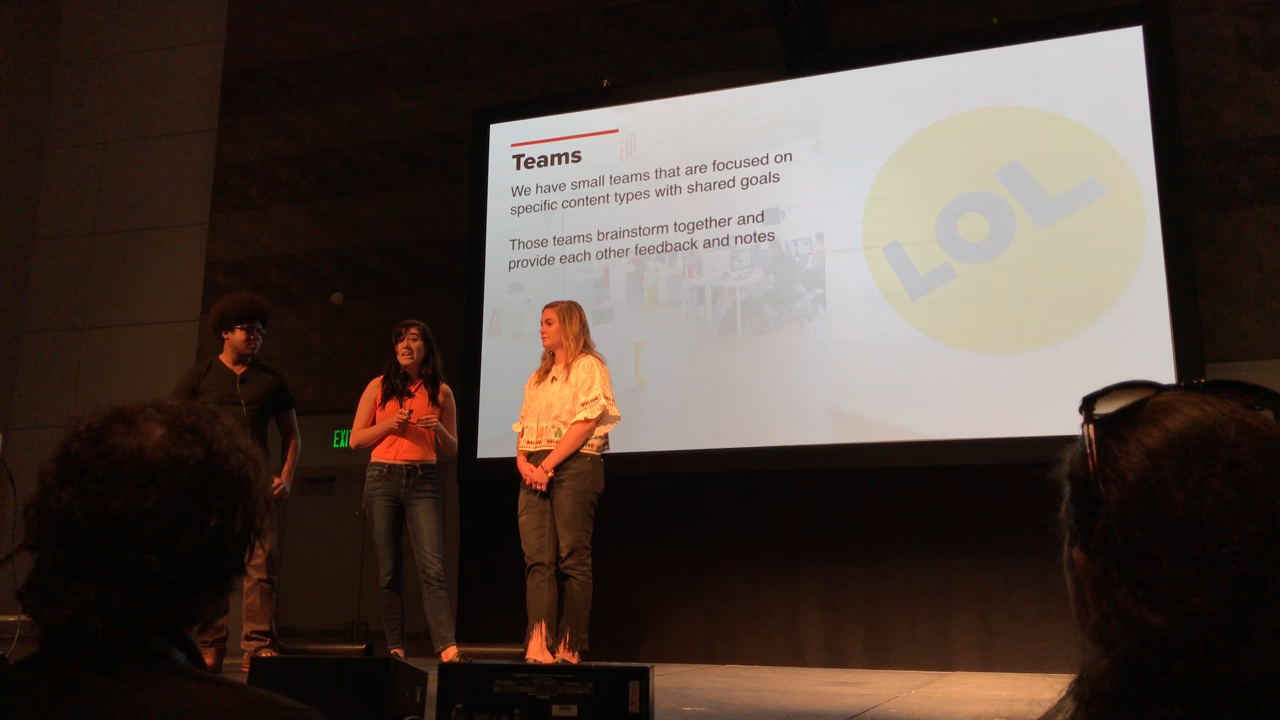 Teams
We have small teams that are focused on
specific content types with shared goals
Those teams brainstorm together and
provide each other feedback and notes
LOL
EXIT